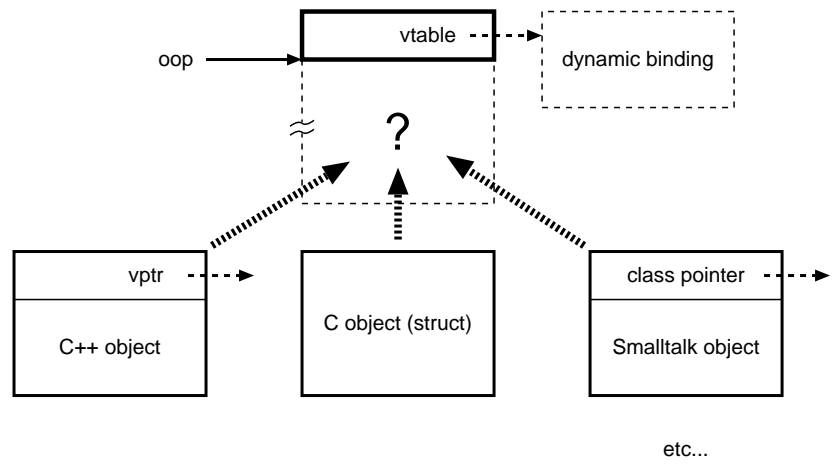 vtable
oop
dynamic binding
?
vptr
C++ object
C object (struct)
class pointer
Smalltalk object
etc...